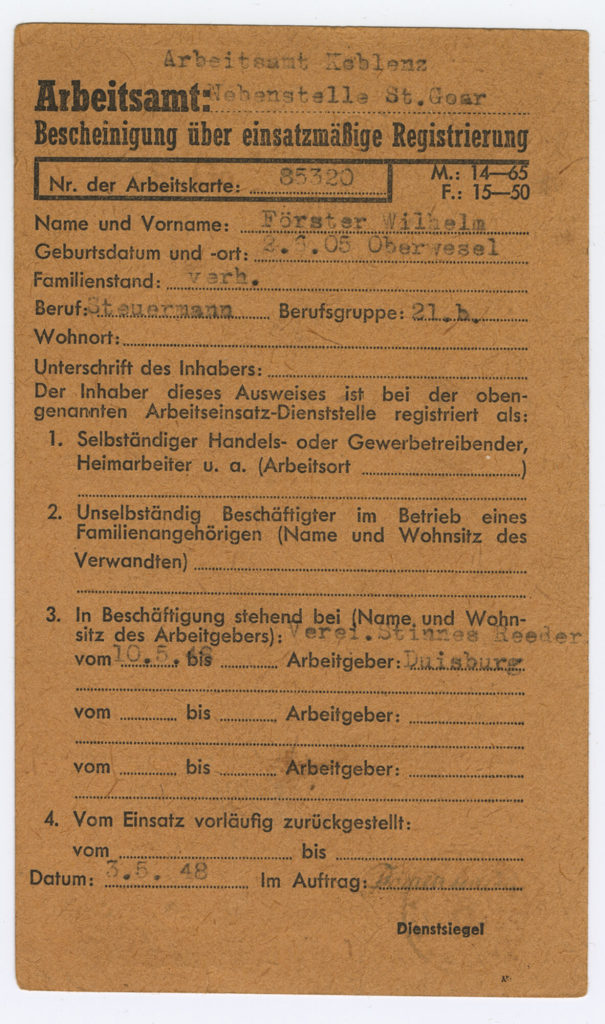 Arbeitsamt Koblenz
Arbeitsamt: Nebenstelle St.Goar
Bescheinigung über einsatzmäßige Registrierung
Nr. der Arbeitskarte: 85320
M.: 14—65
F.: 15—50
Name und Vorname: Förster Wilhelm
Geburtsdatum und -ort: 2.6.05 Oberwesel
Familienstand: verh.
Beruf: Steuermann Berufsgruppe: 21.b.
Wohnort:
Unterschrift des Inhabers:
Der Inhaber dieses Ausweises ist bei der oben-
genannten Arbeitseinsatz-Dienststelle registriert als:
1. Selbständiger Handels- oder Gewerbetreibender,
Heimarbeiter u. a. (Arbeitsort )
2. Unselbständig Beschäftigter im Betrieb eines
Familienangehörigen (Name und Wohnsitz des
Verwandten)
3. In Beschäftigung stehend bei (Name und Wohn-
sitz des Arbeitgebers): Verei.Stinnes Reeder
vom 10.5.48 bis Arbeitgeber: Duisburg
vom bis Arbeitgeber:
vom bis Arbeitgeber:
4. Vom Einsatz vorläufig zurückgestellt:
vom bis
Datum: 3.5. 48 Im Auftrag:
Dienstsiegel